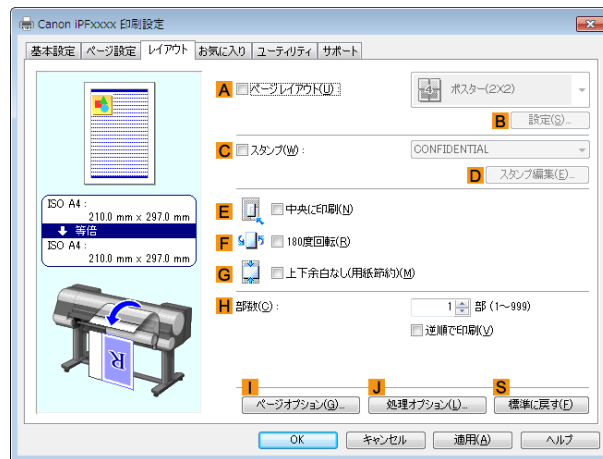 Canon iPFxxxx 印刷設定
基本設定 ページ設定 レイアウト お気に入り ユーティリティ サポート
A ページレイアウト(U) : 4 ポスター(2X2)
B 設定(S)...
C スタンプ(W) : CONFIDENTIAL
D スタンプ編集(E)...
ISO A4 :
210.0 mm x 297.0 mm
等倍
ISO A4 :
210.0 mm x 297.0 mm
E 中央に印刷(N)
F 180度回転(R)
G 上下余白なし(用紙節約)(M)
H 部数(C) : 1 部 (1～999)
逆順で印刷(V)
R
I J S
ページオプション(G)... 処理オプション(L)... 標準に戻す(F)
OK キャンセル 適用(A) ヘルプ